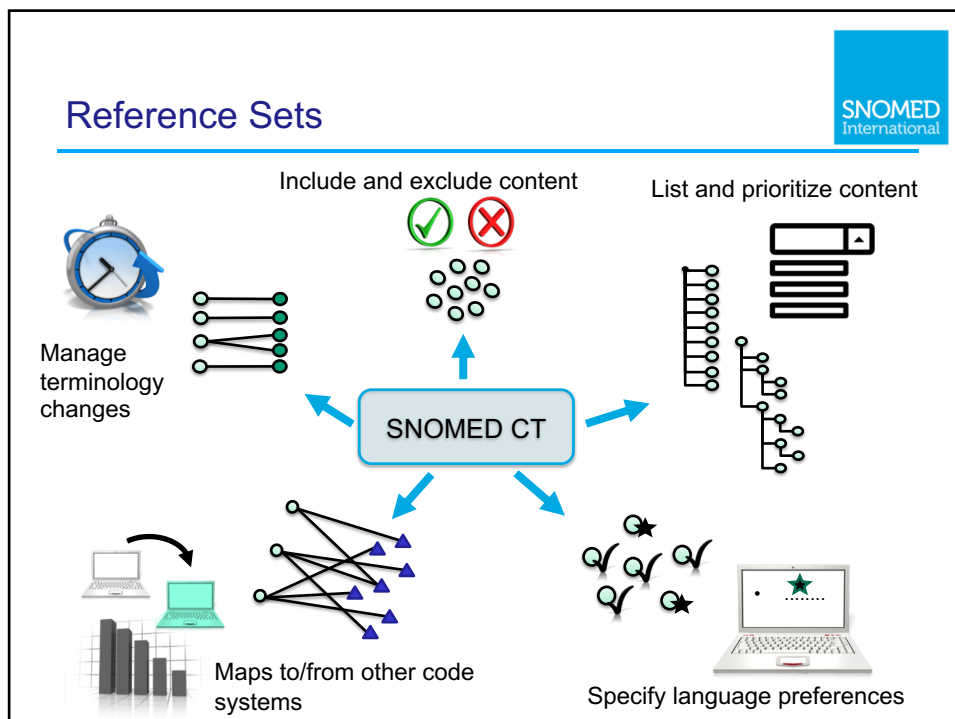 Reference Sets
SNOMED
International
Include and exclude content
List and prioritize content
Manage
terminology
changes
SNOMED CT
Maps to/from other code
systems
Specify language preferences